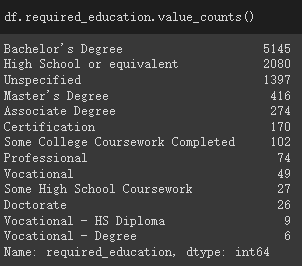 df.required_education.value_counts()
Bachelor's Degree 5145
High School or equivalent 2080
Unspecified 1397
Master's Degree 416
Associate Degree 274
Certification 170
Some College Coursework Completed 102
Professional 74
Vocational 49
Some High School Coursework 27
Doctorate 26
Vocational - HS Diploma 9
Vocational - Degree 6
Name: required_education, dtype: int64